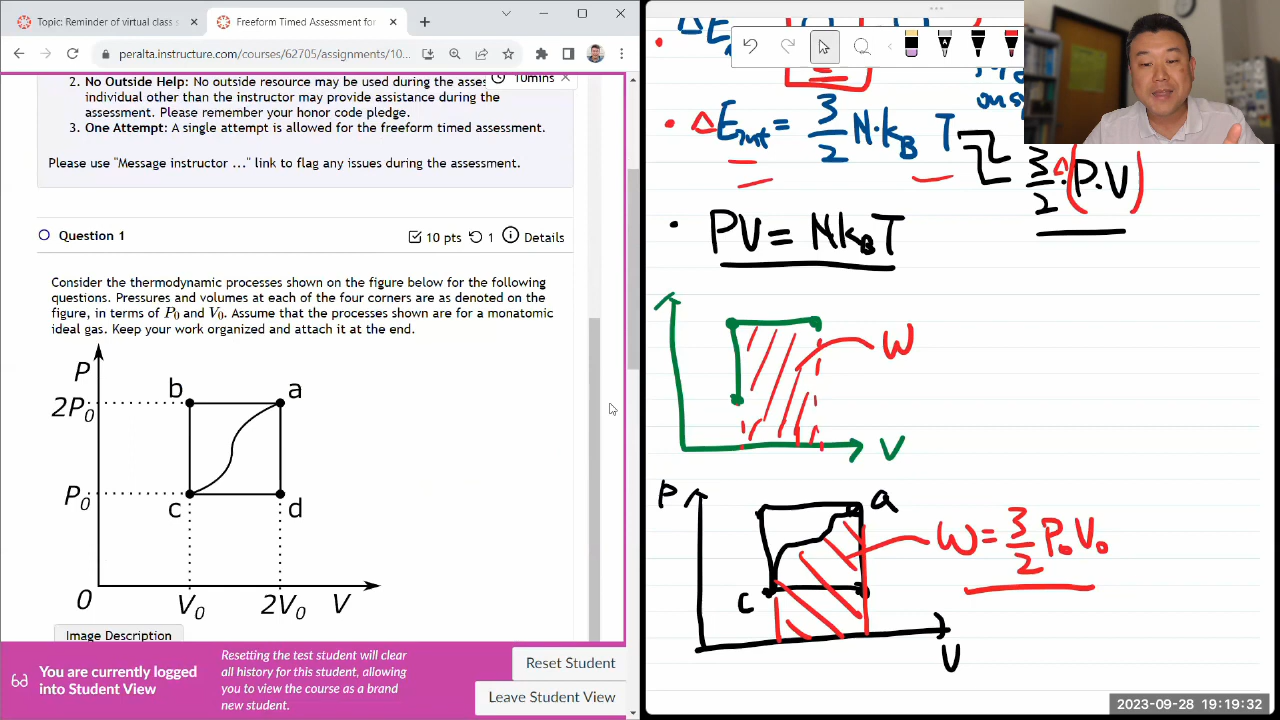 Topic: Reminder of virtual class s
Freeform Timed Assessment for
peralta.instructure.com/courses/62716/assignments/10
10mins
2. No Outside Help: No outside resource may be used during the asses
individual other than the instructor may provide assistance during the
assessment. Please remember your honor code pledge.
3. One Attempt: A single attempt is allowed for the freeform timed assessment.
Please use "Message instructor ..." link to flag any issues during the assessment.
Question 1
10 pts 1 Details
Consider the thermodynamic processes shown on the figure below for the following
questions. Pressures and volumes at each of the four corners are as denoted on the
figure, in terms of P₀ and V₀. Assume that the processes shown are for a monatomic
ideal gas. Keep your work organized and attach it at the end.
P
b a
2P₀
P₀
c d
0 V₀ 2V₀ V
Image Description
You are currently logged
into Student View
Resetting the test student will clear
all history for this student, allowing
you to view the course as a brand
new student.
Reset Student
Leave Student View
ΔE
ΔE_int = 3/2 N·k_B T
3/2 · Δ(P·V)
PV = Nk_BT
W
V
P
a
W = 3/2 P₀V₀
c
V
2023-09-28 19:19:32